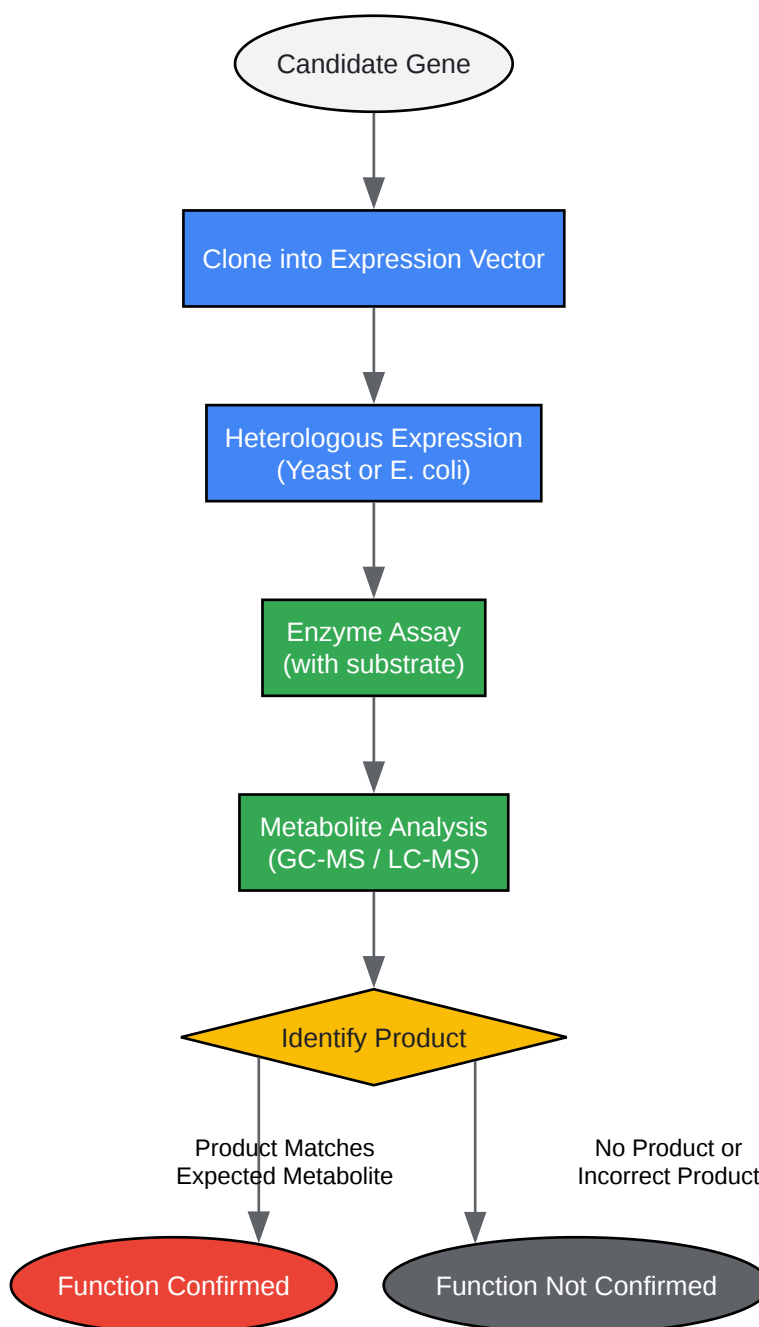 Candidate Gene
Clone into Expression Vector
Heterologous Expression
(Yeast or E. coli)
Enzyme Assay
(with substrate)
Metabolite Analysis
(GC-MS / LC-MS)
Identify Product
Product Matches
Expected Metabolite
No Product or
Incorrect Product
Function Confirmed
Function Not Confirmed